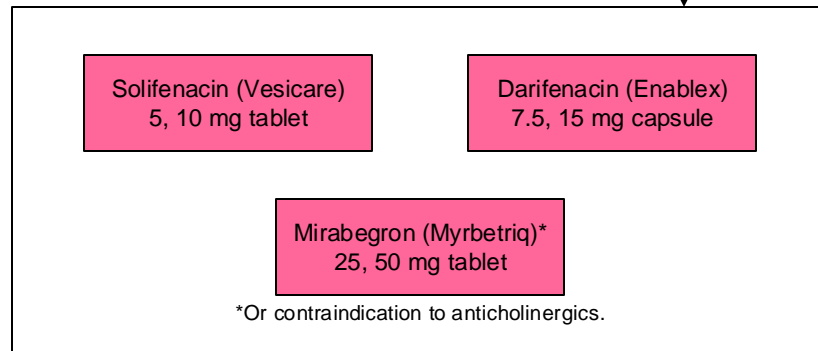 Solifenacin (Vesicare)
5, 10 mg tablet
Darifenacin (Enablex)
7.5, 15 mg capsule
Mirabegron (Myrbetriq)*
25, 50 mg tablet
*Or contraindication to anticholinergics.